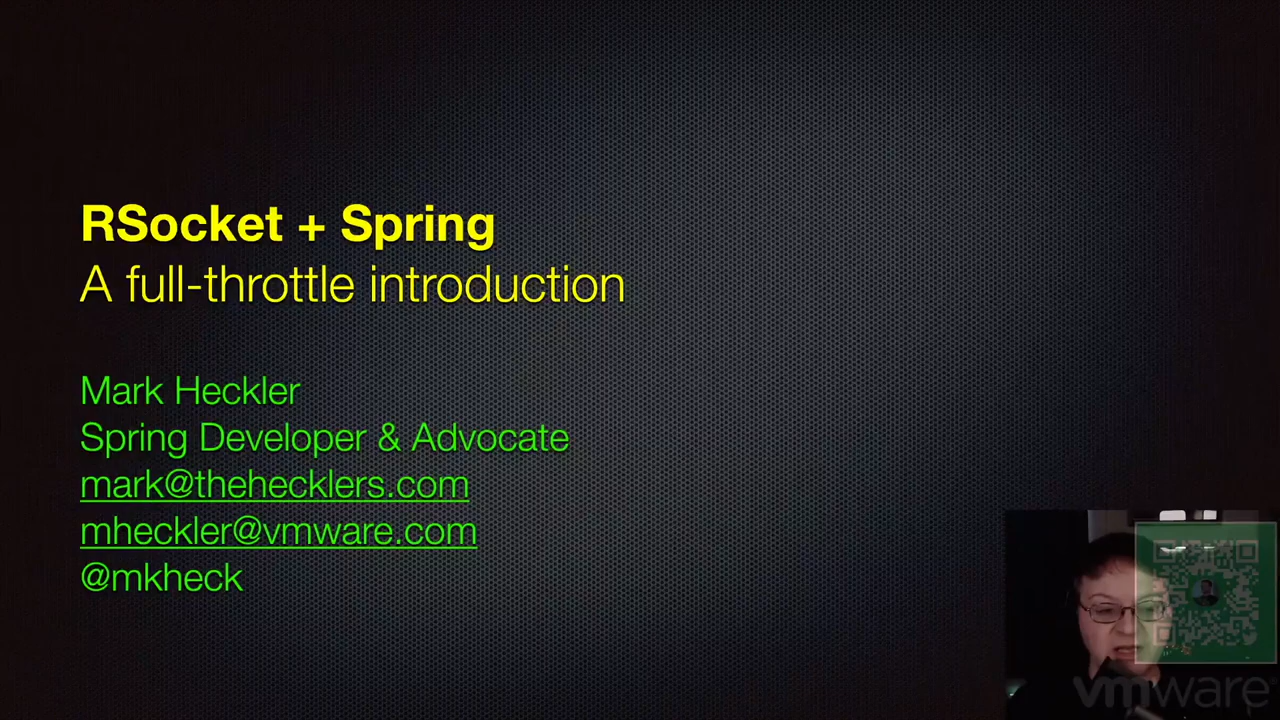 RSocket + Spring
A full-throttle introduction
Mark Heckler
Spring Developer & Advocate
mark@thehecklers.com
mheckler@vmware.com
@mkheck
vmware